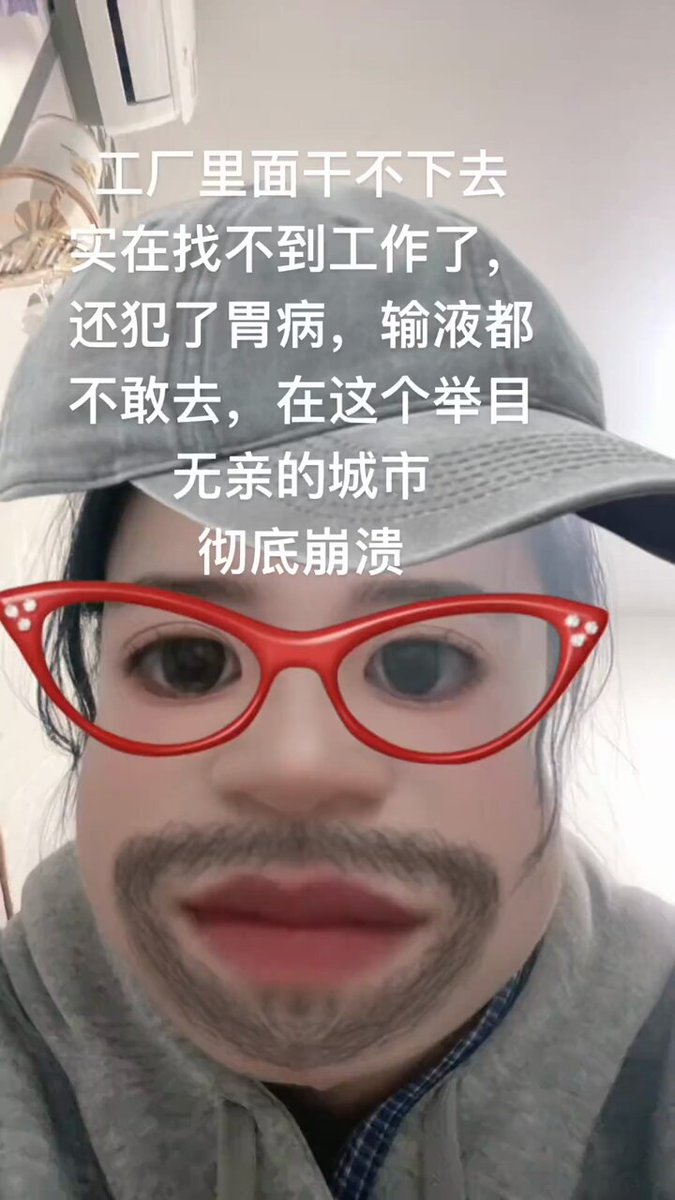 工厂里面干不下去
实在找不到工作了，
还犯了胃病，输液都
不敢去，在这个举目
无亲的城市
彻底崩溃